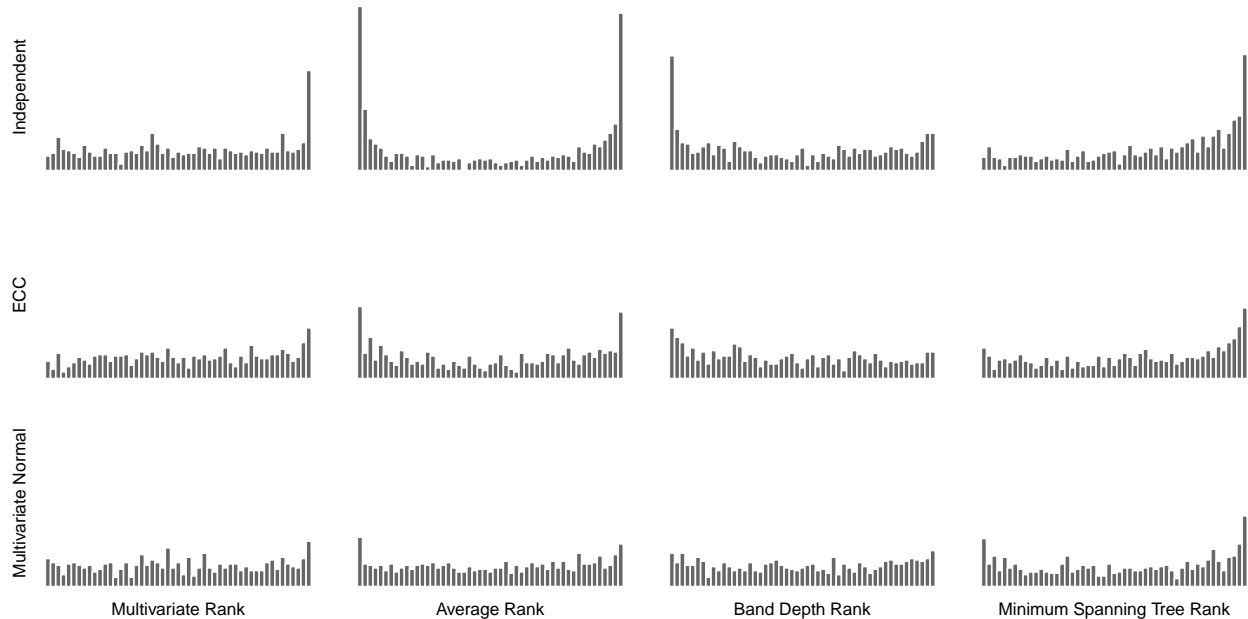 Independent
ECC
Multivariate Normal
Multivariate Rank
Average Rank
Band Depth Rank
Minimum Spanning Tree Rank